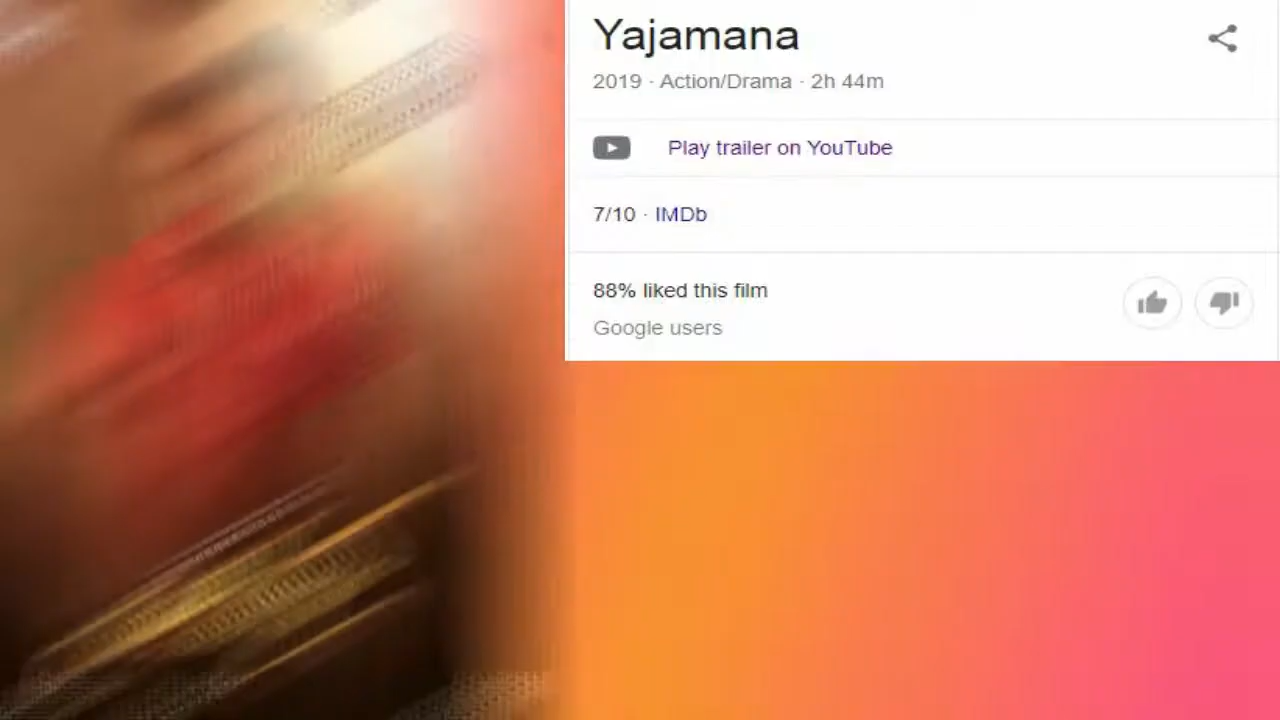 Yajamana
2019 · Action/Drama · 2h 44m
Play trailer on YouTube
7/10 · IMDb
88% liked this film
Google users